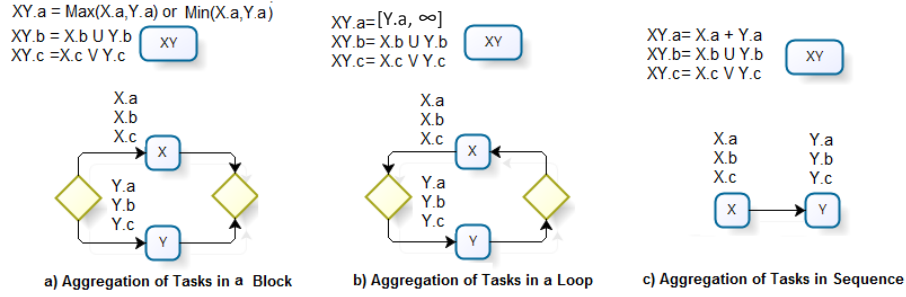 XY.a = Max(X.a,Y.a) or Min(X.a,Y.a)
XY.b = X.b U Y.b
XY.c =X.c V Y.c
XY
X.a
X.b
X.c
X
Y.a
Y.b
Y.c
Y
a) Aggregation of Tasks in a Block
XY.a=[Y.a, ∞]
XY.b= X.b U Y.b
XY.c= X.c V Y.c
XY
X.a
X.b
X.c
X
Y.a
Y.b
Y.c
Y
b) Aggregation of Tasks in a Loop
XY.a= X.a + Y.a
XY.b= X.b U Y.b
XY.c= X.c V Y.c
XY
X.a
X.b
X.c
X
Y.a
Y.b
Y.c
Y
c) Aggregation of Tasks in Sequence